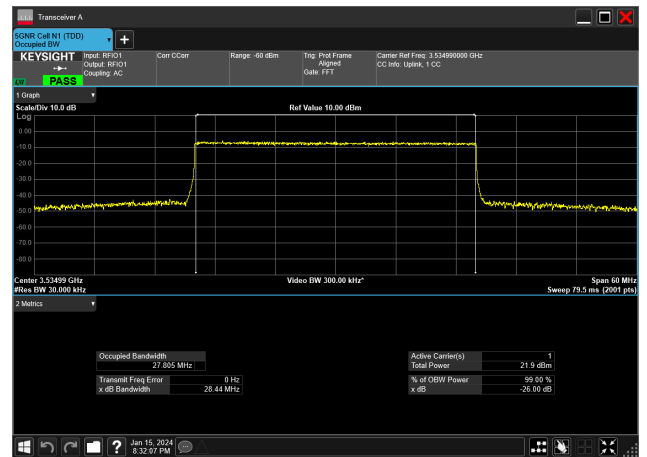 Transceiver A
5GNR Cell N1 (TDD)
Occupied BW
KEYSIGHT
LXI
PASS
Input: RFIO1
Output: RFIO1
Coupling: AC
Corr CCorr
Range: -60 dBm
Trig: Prot Frame
Aligned
Gate: FFT
Carrier Ref Freq: 3.534990000 GHz
CC Info: Uplink, 1 CC
1 Graph
Scale/Div 10.0 dB
Ref Value 10.00 dBm
Log
0.00
-10.0
-20.0
-30.0
-40.0
-50.0
-60.0
-70.0
-80.0
Center 3.53499 GHz
Video BW 300.00 kHz*
Span 60 MHz
#Res BW 30.000 kHz
Sweep 79.5 ms (2001 pts)
2 Metrics
Occupied Bandwidth
27.805 MHz
Transmit Freq Error 0 Hz
x dB Bandwidth 28.44 MHz
Active Carrier(s) 1
Total Power 21.9 dBm
% of OBW Power 99.00 %
x dB -26.00 dB
?
Jan 15, 2024
8:32:07 PM